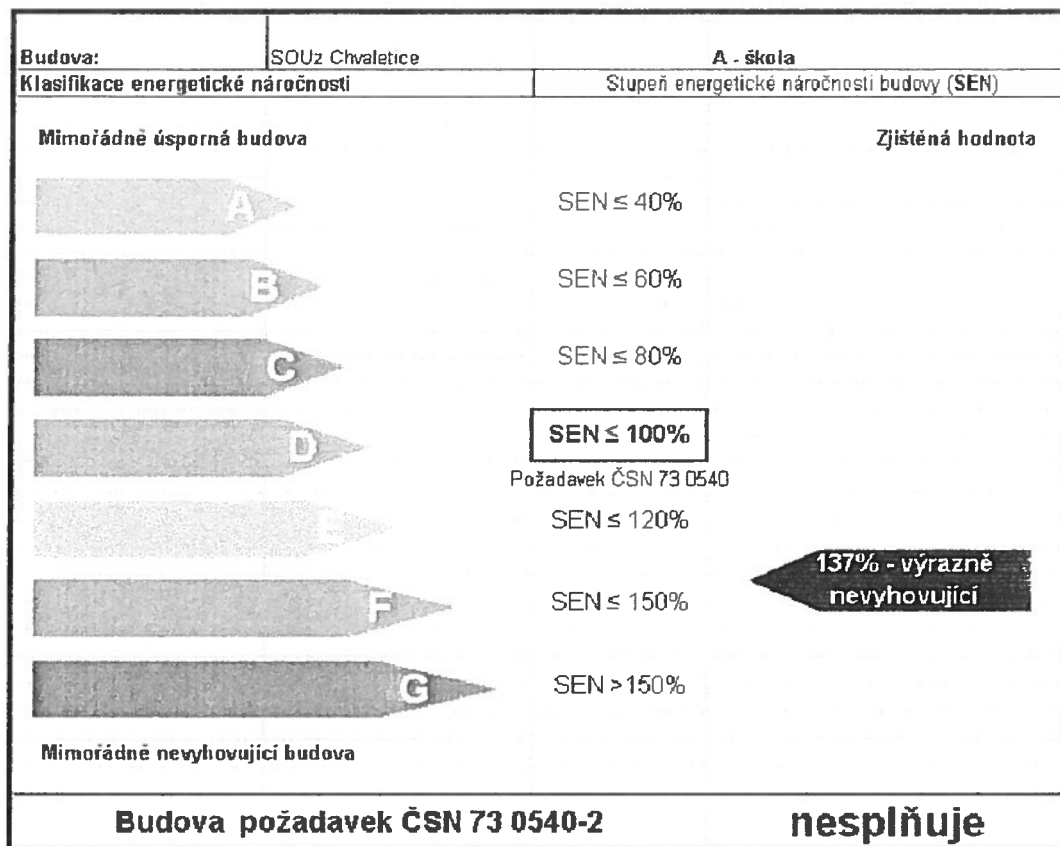 Budova: SOUz Chvaletice A - škola
Klasifikace energetické náročnosti Stupeň energetické náročnosti budovy (SEN)
Mimořádně úsporná budova Zjištěná hodnota
A SEN ≤ 40%
B SEN ≤ 60%
C SEN ≤ 80%
D SEN ≤ 100%
Požadavek ČSN 73 0540
E SEN ≤ 120%
137% - výrazně
nevyhovující
F SEN ≤ 150%
G SEN >150%
Mimořádně nevyhovující budova
Budova požadavek ČSN 73 0540-2 nesplňuje